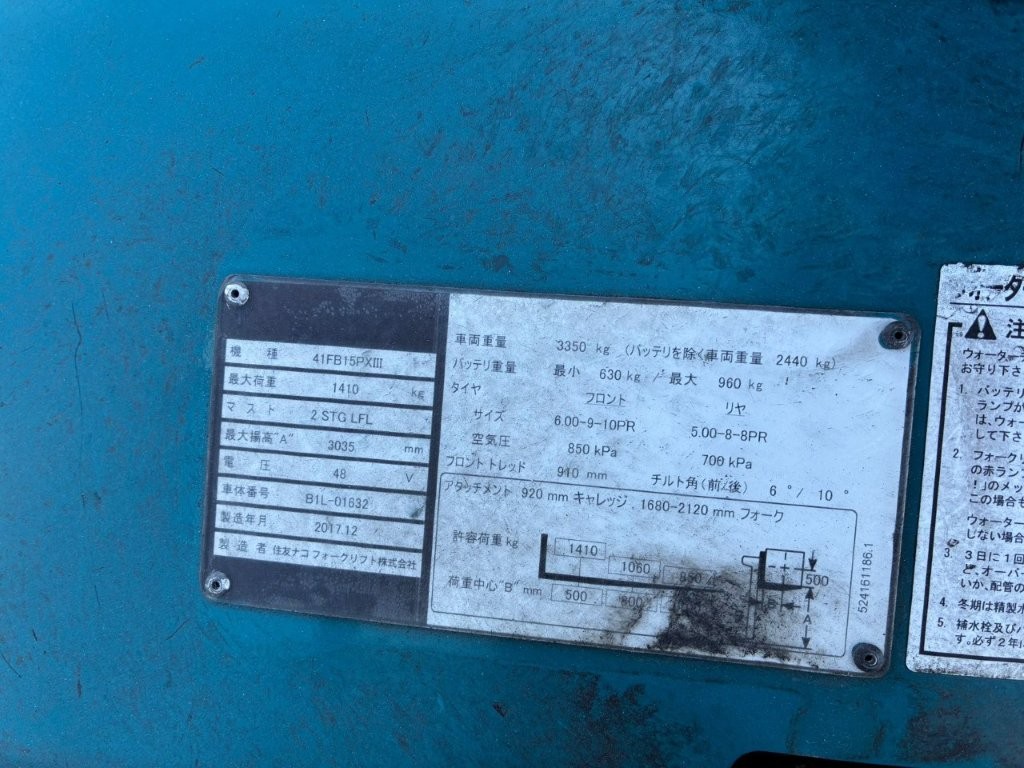 機種 41FB15PXIII
最大荷重 1410 kg
マスト 2 STG LFL
最大揚高"A" 3035 mm
電圧 48 V
車体番号 B1L-01632
製造年月 2017.12
製造者 住友ナコフォークリフト株式会社
車両重量 3350 kg (バッテリを除く車両重量 2440 kg)
バッテリ重量 最小 630 kg / 最大 960 kg
タイヤ フロント リヤ
サイズ 6.00-9-10PR 5.00-8-8PR
空気圧 850 kPa 700 kPa
フロントトレッド 910 mm チルト角(前/後) 6°/ 10°
アタッチメント 920 mm キャレッジ, 1680-2120 mm フォーク
許容荷重 kg 1410 1060 850
荷重中心"B" mm 500 800
500
B
A
524161186.1
注
ウォーター
お守り下さ
1. バッテリ
ランプが
は、ウォ
して下さ
2. フォークリ
の赤ラン
!」のメッ
この場合も
ウォーター
しない場合
3. 3日に1回
ど、オーバー
いか、配管の
4. 冬期は精製水
5. 補水栓及びバ
す。必ず2年に